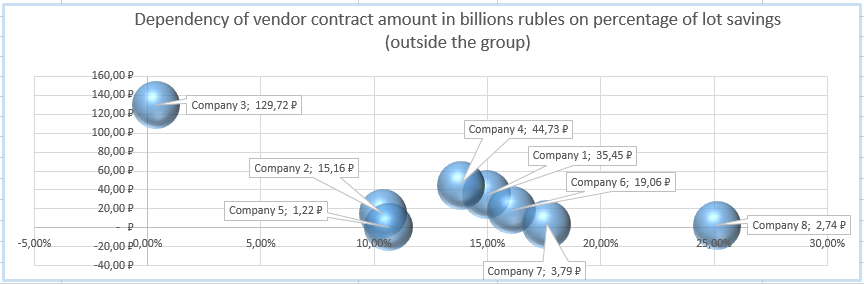 Dependency of vendor contract amount in billions rubles on percentage of lot savings
(outside the group)
160,00 ₽
140,00 ₽
120,00 ₽
100,00 ₽
80,00 ₽
60,00 ₽
40,00 ₽
20,00 ₽
- ₽
-20,00 ₽
-40,00 ₽
-5,00%
0,00%
5,00%
10,00%
15,00%
20,00%
25,00%
30,00%
Company 3; 129,72 ₽
Company 4; 44,73 ₽
Company 1; 35,45 ₽
Company 2; 15,16 ₽
Company 6; 19,06 ₽
Company 5; 1,22 ₽
Company 8; 2,74 ₽
Company 7; 3,79 ₽